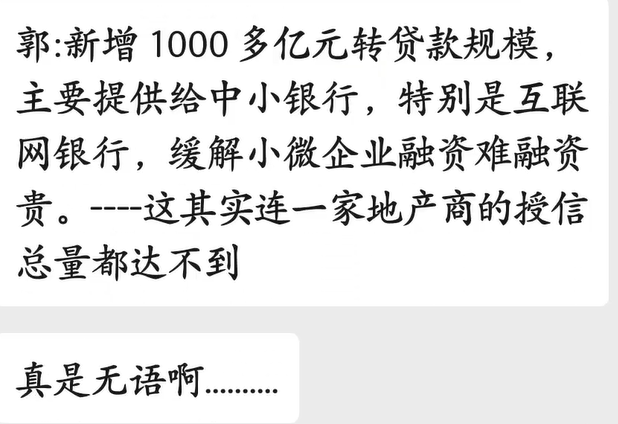 郭:新增 1000 多亿元转贷款规模，
主要提供给中小银行，特别是互联
网银行，缓解小微企业融资难融资
贵。----这其实连一家地产商的授信
总量都达不到
真是无语啊..........